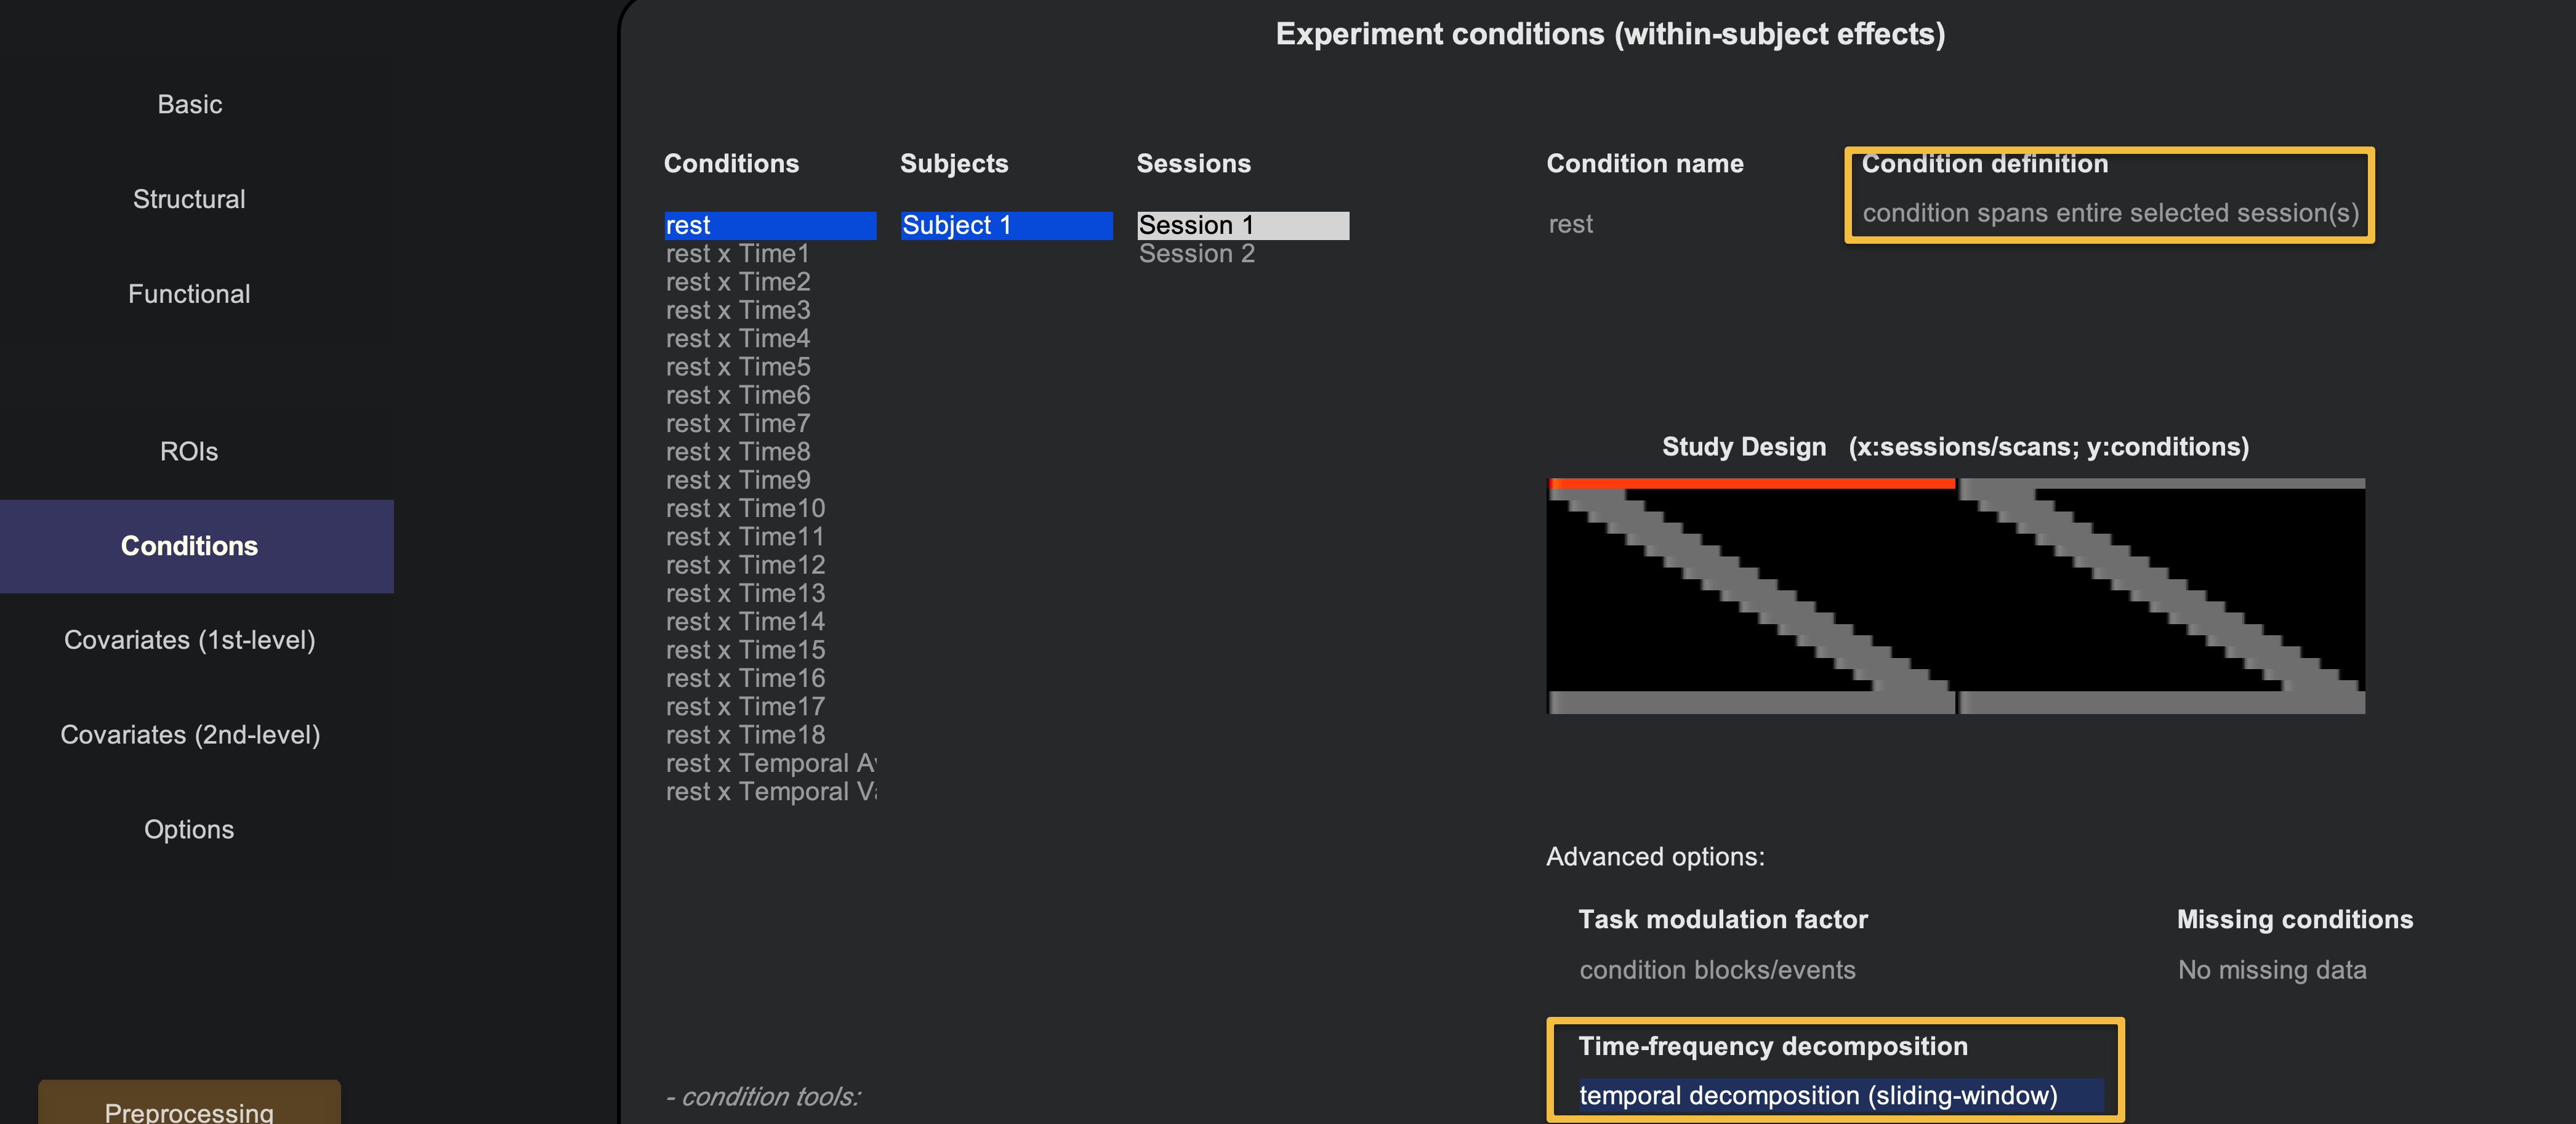 Experiment conditions (within-subject effects)
Basic
Structural
Functional
ROIs
Conditions
Covariates (1st-level)
Covariates (2nd-level)
Options
Preprocessing
Conditions
rest
rest x Time1
rest x Time2
rest x Time3
rest x Time4
rest x Time5
rest x Time6
rest x Time7
rest x Time8
rest x Time9
rest x Time10
rest x Time11
rest x Time12
rest x Time13
rest x Time14
rest x Time15
rest x Time16
rest x Time17
rest x Time18
rest x Temporal
rest x Temporal
- condition tools:
Subjects
Subject 1
Sessions
Session 1
Session 2
Condition name
rest
Condition definition
condition spans entire selected session(s)
Study Design (x:sessions/scans; y:conditions)
Advanced options:
Task modulation factor
condition blocks/events
Missing conditions
No missing data
Time-frequency decomposition
temporal decomposition (sliding-window)